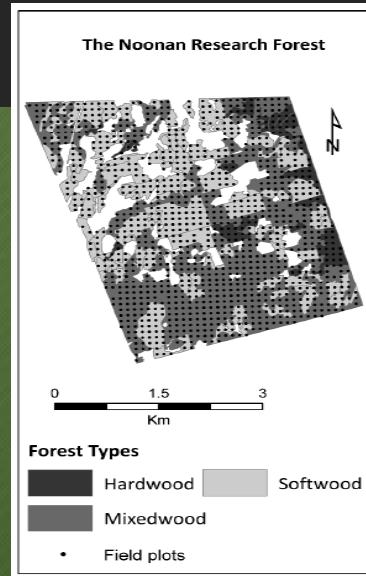 The Noonan Research Forest
N
0 1.5 3
Km
Forest Types
Hardwood Softwood
Mixedwood
Field plots